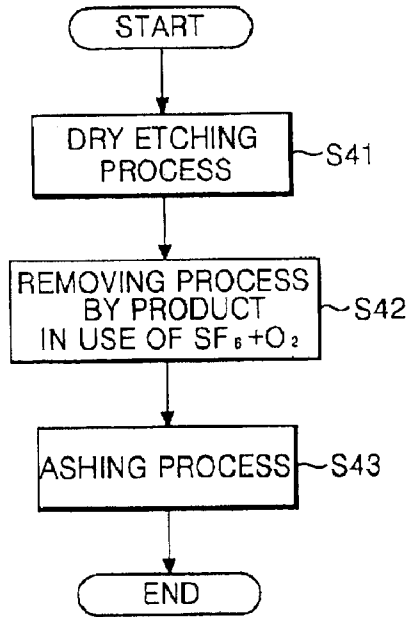 START
DRY ETCHING
PROCESS
S41
REMOVING PROCESS
BY PRODUCT
IN USE OF SF₆+O₂
S42
ASHING PROCESS
S43
END